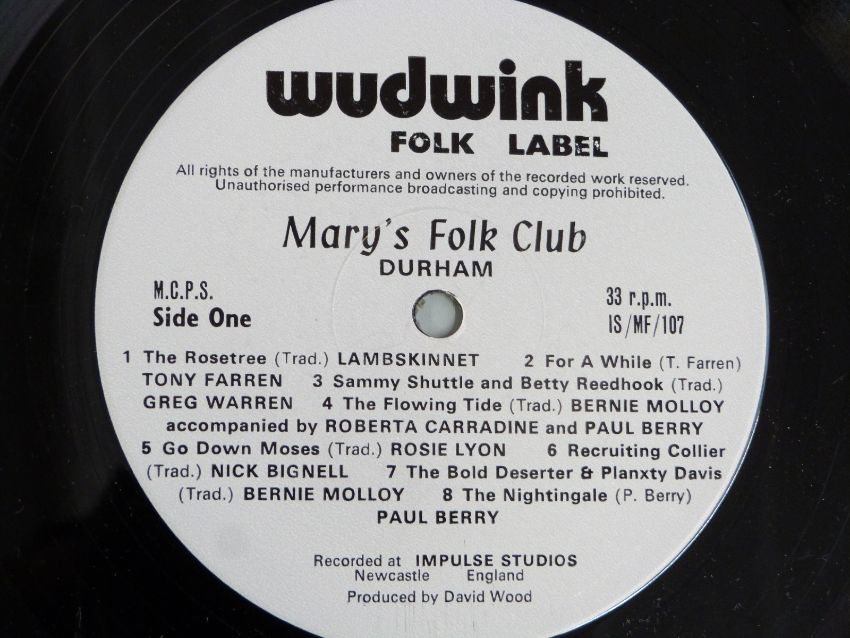 wudwink
FOLK LABEL
All rights of the manufacturers and owners of the recorded work reserved.
Unauthorised performance broadcasting and copying prohibited.
Mary's Folk Club
DURHAM
M.C.P.S.
Side One
33 r.p.m.
IS/MF/107
1 The Rosetree (Trad.) LAMBSKINNET 2 For A While (T. Farren)
TONY FARREN 3 Sammy Shuttle and Betty Reedhook (Trad.)
GREG WARREN 4 The Flowing Tide (Trad.) BERNIE MOLLOY
accompanied by ROBERTA CARRADINE and PAUL BERRY
5 Go Down Moses (Trad.) ROSIE LYON 6 Recruiting Collier
(Trad.) NICK BIGNELL 7 The Bold Deserter & Planxty Davis
(Trad.) BERNIE MOLLOY 8 The Nightingale (P. Berry)
PAUL BERRY
Recorded at IMPULSE STUDIOS
Newcastle England
Produced by David Wood